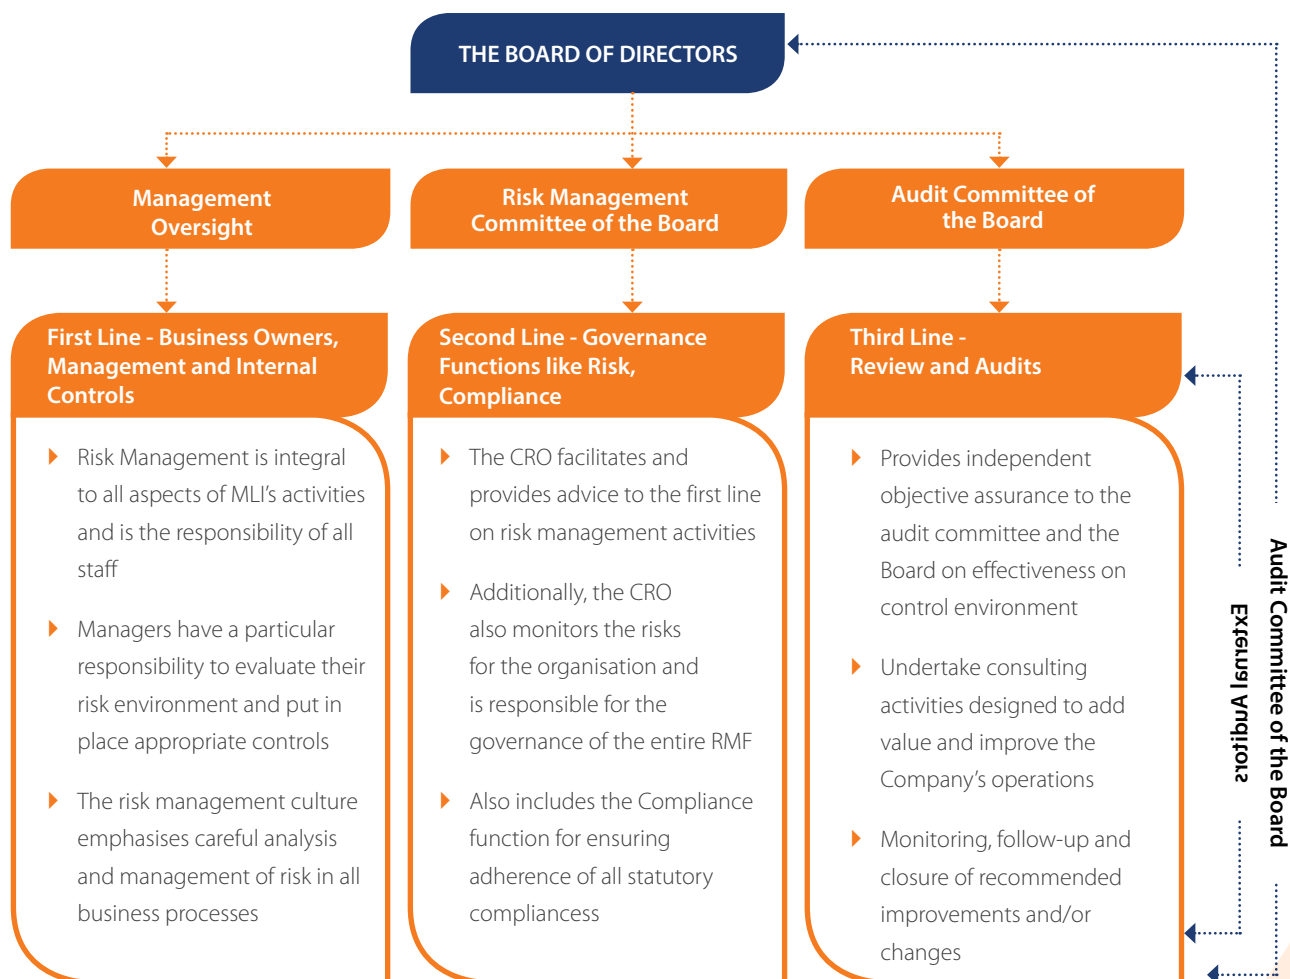 THE BOARD OF DIRECTORS
Management
Oversight
Risk Management
Committee of the Board
Audit Committee of
the Board
First Line - Business Owners,
Management and Internal
Controls
Risk Management is integral
to all aspects of MLI’s activities
and is the responsibility of all
staff
Managers have a particular
responsibility to evaluate their
risk environment and put in
place appropriate controls
The risk management culture
emphasises careful analysis
and management of risk in all
business processes
Second Line - Governance
Functions like Risk,
Compliance
The CRO facilitates and
provides advice to the first line
on risk management activities
Additionally, the CRO
also monitors the risks
for the organisation and
is responsible for the
governance of the entire RMF
Also includes the Compliance
function for ensuring
adherence of all statutory
compliancess
Third Line -
Review and Audits
Provides independent
objective assurance to the
audit committee and the
Board on effectiveness on
control environment
Undertake consulting
activities designed to add
value and improve the
Company’s operations
Monitoring, follow-up and
closure of recommended
improvements and/or
changes
External Auditors
Audit Committee of the Board